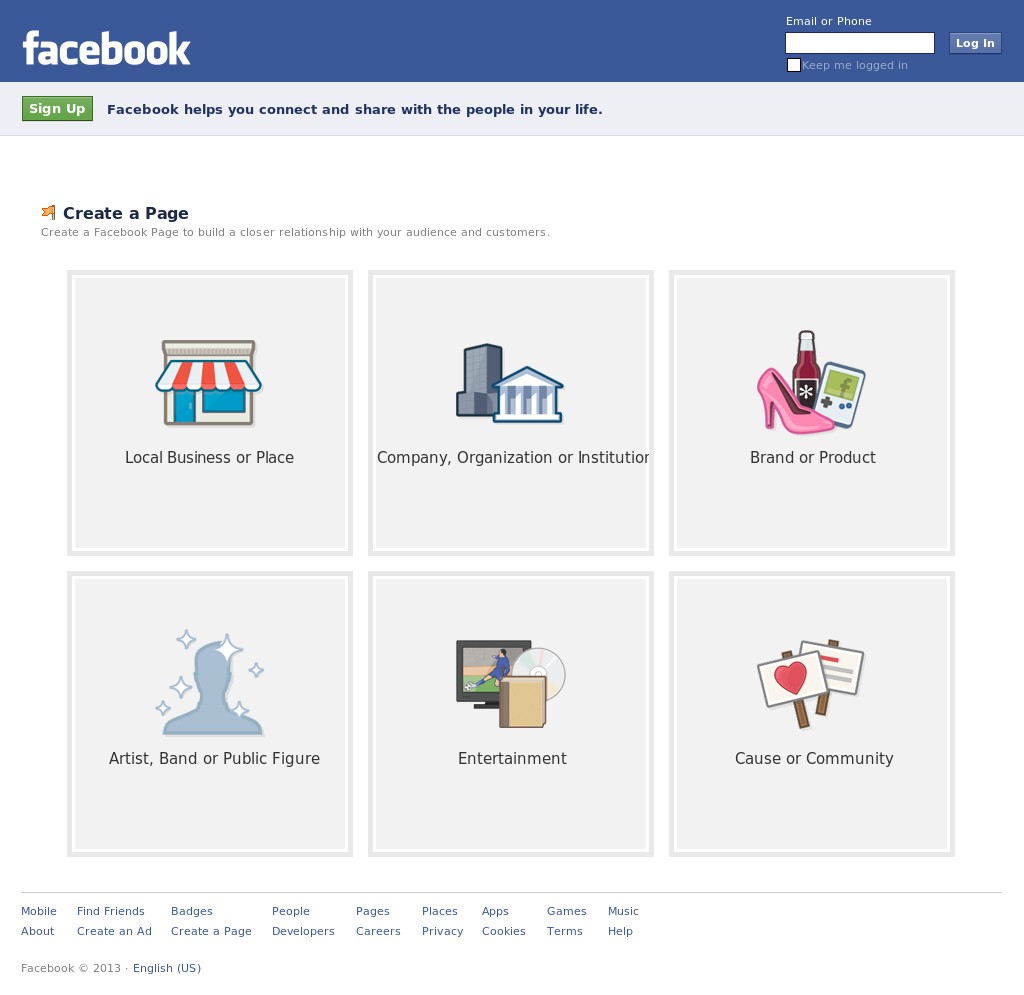 facebook
Email or Phone
Log In
Keep me logged in
Sign Up
Facebook helps you connect and share with the people in your life.
Create a Page
Create a Facebook Page to build a closer relationship with your audience and customers.
Local Business or Place
Company, Organization or Institution
Brand or Product
Artist, Band or Public Figure
Entertainment
Cause or Community
Mobile Find Friends Badges People Pages Places Apps Games Music
About Create an Ad Create a Page Developers Careers Privacy Cookies Terms Help
Facebook © 2013 · English (US)